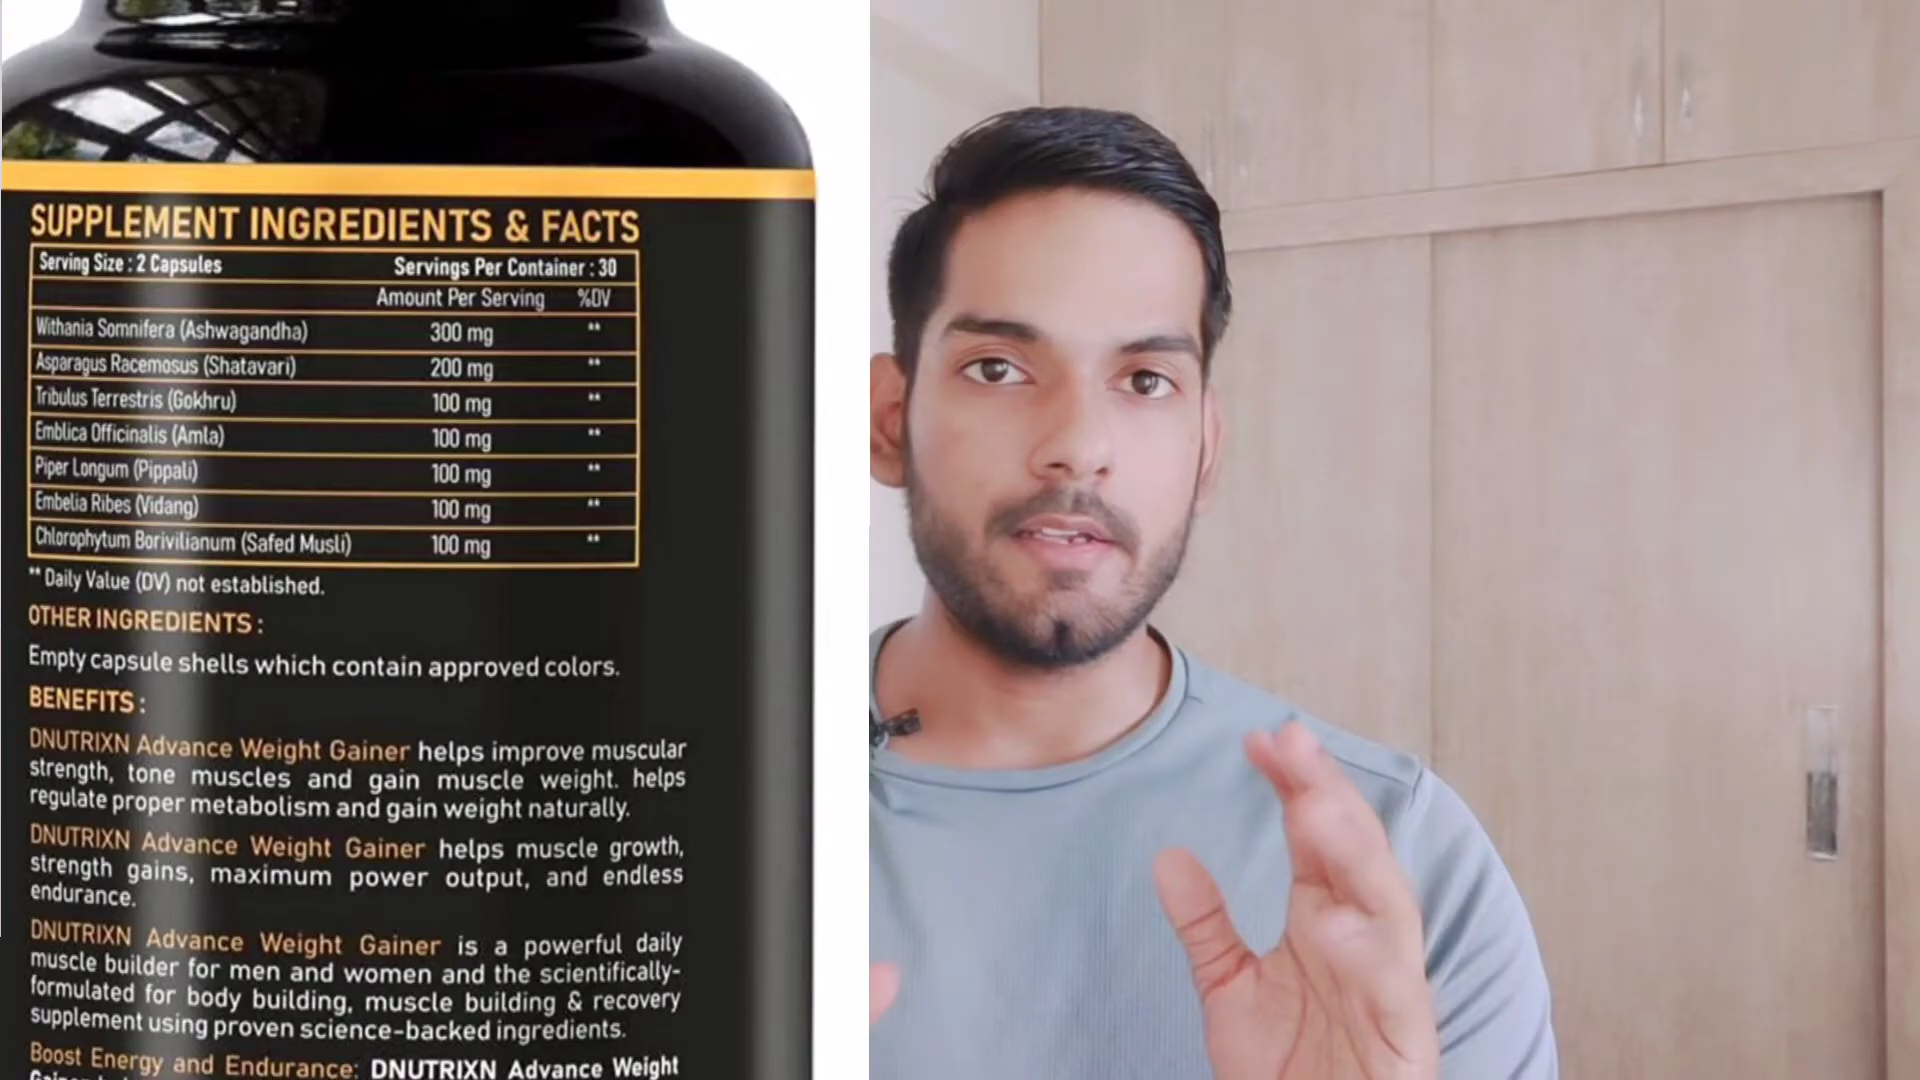 SUPPLEMENT INGREDIENTS & FACTS
Serving Size : 2 Capsules Servings Per Container : 30
Amount Per Serving %DV
Withania Somnifera (Ashwagandha) 300 mg **
Asparagus Racemosus (Shatavari) 200 mg **
Tribulus Terrestris (Gokhru) 100 mg **
Emblica Officinalis (Amla) 100 mg **
Piper Longum (Pippali) 100 mg **
Embelia Ribes (Vidang) 100 mg **
Chlorophytum Borivilianum (Safed Musli) 100 mg **
** Daily Value (DV) not established.
OTHER INGREDIENTS :
Empty capsule shells which contain approved colors.
BENEFITS :
DNUTRIXN Advance Weight Gainer helps improve muscular
strength, tone muscles and gain muscle weight. helps
regulate proper metabolism and gain weight naturally.
DNUTRIXN Advance Weight Gainer helps muscle growth,
strength gains, maximum power output, and endless
endurance.
DNUTRIXN Advance Weight Gainer is a powerful daily
muscle builder for men and women and the scientifically-
formulated for body building, muscle building & recovery
supplement using proven science-backed ingredients.
Boost Energy and Endurance: DNUTRIXN Advance Weight